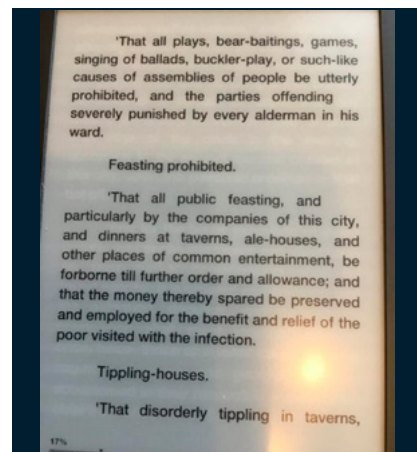 'That all plays, bear-baitings, games,
singing of ballads, buckler-play, or such-like
causes of assemblies of people be utterly
prohibited, and the parties offending
severely punished by every alderman in his
ward.
Feasting prohibited.
'That all public feasting, and
particularly by the companies of this city,
and dinners at taverns, ale-houses, and
other places of common entertainment, be
forborne till further order and allowance; and
that the money thereby spared be preserved
and employed for the benefit and relief of the
poor visited with the infection.
Tippling-houses.
'That disorderly tippling in taverns,
17%